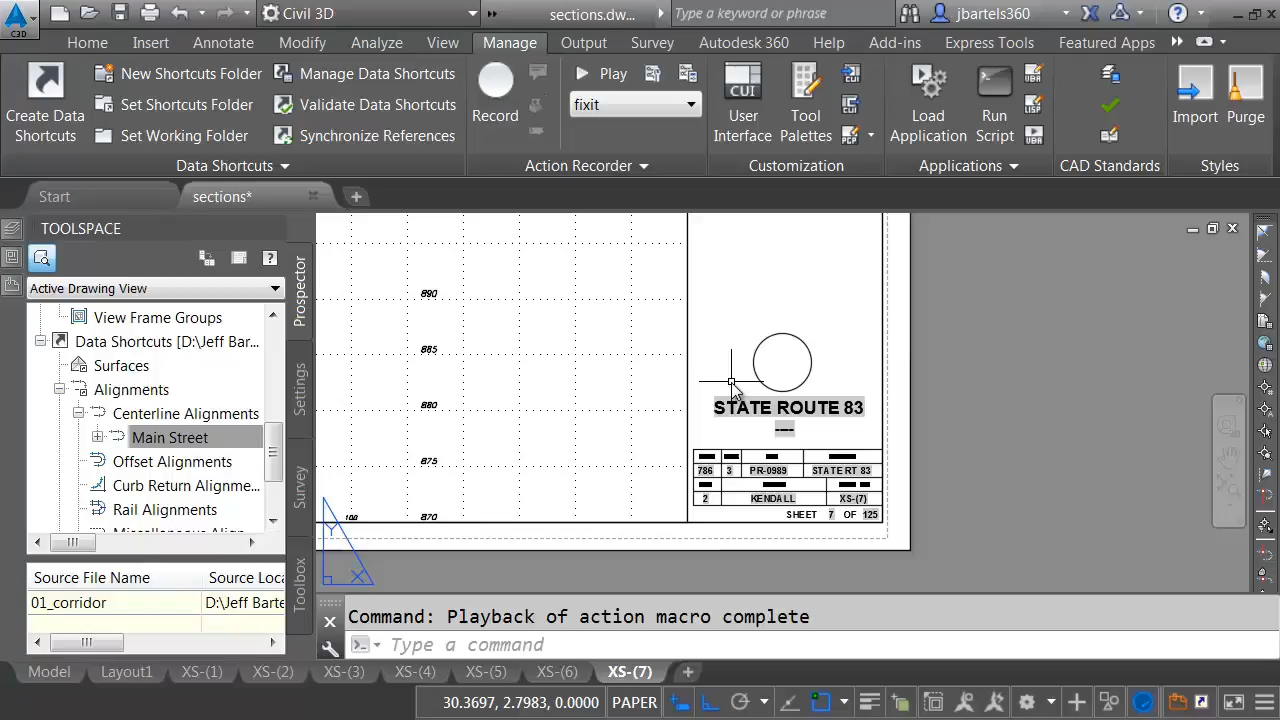 C3D
Civil 3D
sections.dw...
Type a keyword or phrase
jbartels360
Home Insert Annotate Modify Analyze View Manage Output Survey Autodesk 360 Help Add-ins Express Tools Featured Apps
Create Data Shortcuts
New Shortcuts Folder
Set Shortcuts Folder
Set Working Folder
Manage Data Shortcuts
Validate Data Shortcuts
Synchronize References
Data Shortcuts
Record
Play
fixit
Action Recorder
CUI
User Interface
Tool Palettes
Customization
Load Application
Run Script
Applications
CAD Standards
Import
Purge
Styles
Start
sections*
TOOLSPACE
Active Drawing View
View Frame Groups
Data Shortcuts [D:\Jeff Bar...
Surfaces
Alignments
Centerline Alignments
Main Street
Offset Alignments
Curb Return Alignme...
Rail Alignments
Source File Name
Source Loca
01_corridor
D:\Jeff Barte
Prospector
Settings
Survey
Toolbox
890
885
880
875
870
100
Y
X
STATE ROUTE 83
----
786 3 PR-0989 STATE RT 83
2 KENDALL XS-(7)
SHEET 7 OF 125
Command: Playback of action macro complete
Type a command
Model Layout1 XS-(1) XS-(2) XS-(3) XS-(4) XS-(5) XS-(6) XS-(7)
30.3697, 2.7983, 0.0000 PAPER